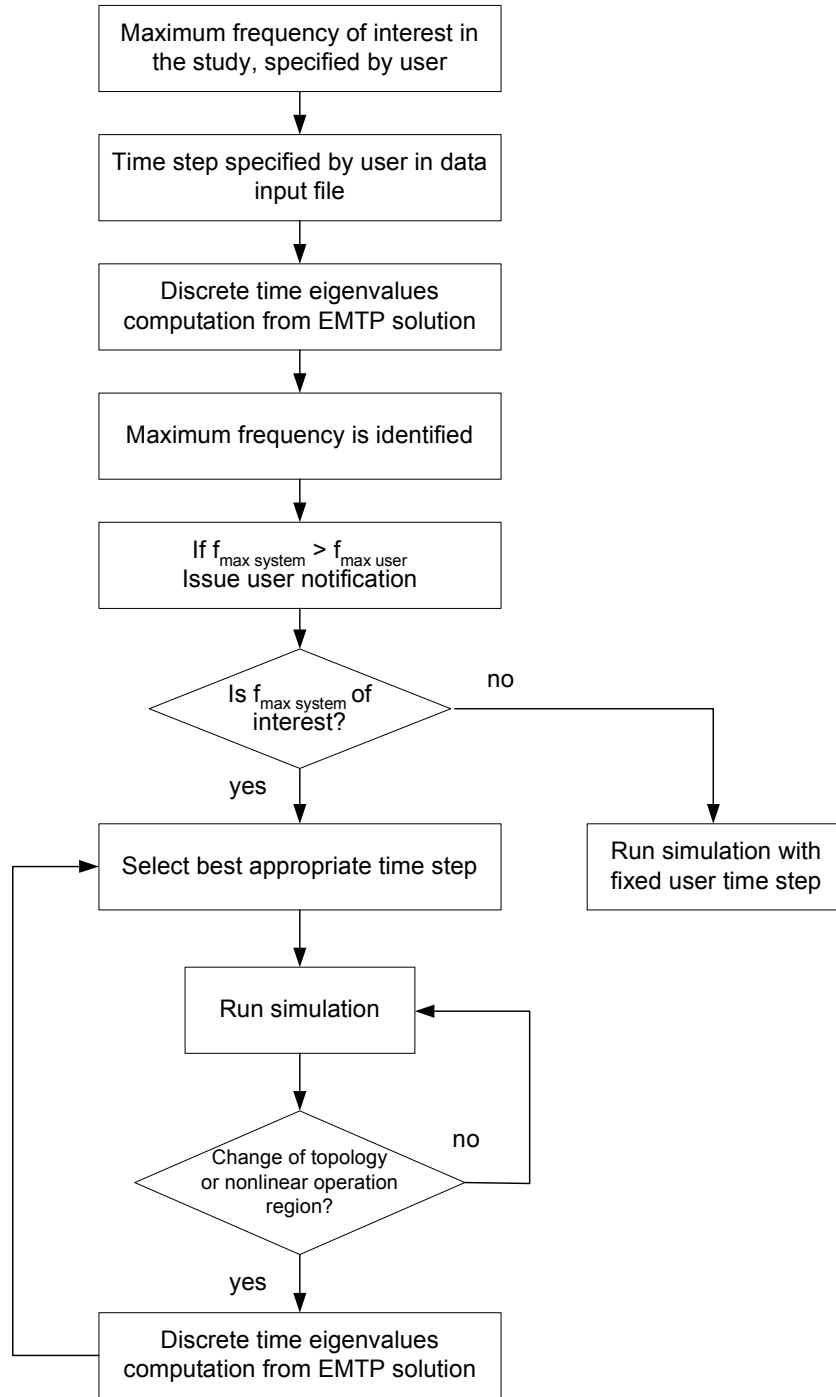 Maximum frequency of interest in
the study, specified by user
Time step specified by user in data
input file
Discrete time eigenvalues
computation from EMTP solution
Maximum frequency is identified
If f max system > f max user
Issue user notification
Is f max system of
interest?
no
yes
Select best appropriate time step
Run simulation with
fixed user time step
Run simulation
Change of topology
or nonlinear operation
region?
no
yes
Discrete time eigenvalues
computation from EMTP solution